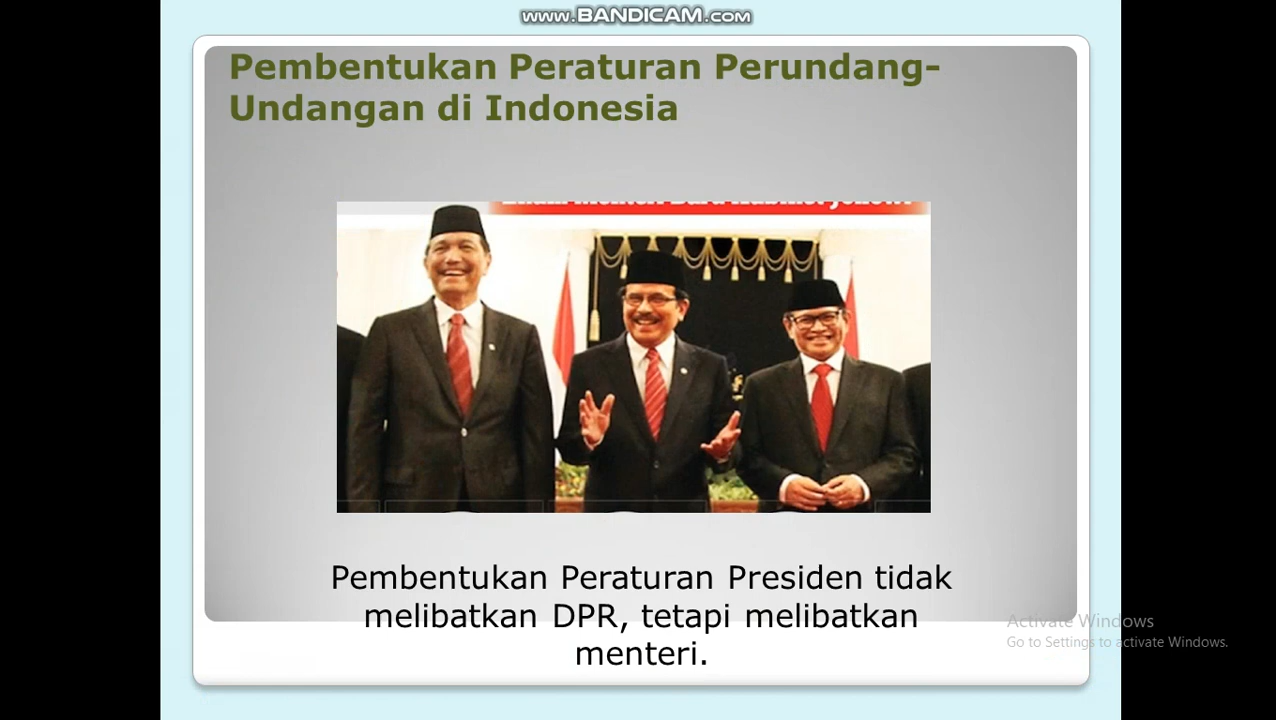 www.BANDICAM.com
Pembentukan Peraturan Perundang-
Undangan di Indonesia
Pembentukan Peraturan Presiden tidak
melibatkan DPR, tetapi melibatkan
menteri.
Activate Windows
Go to Settings to activate Windows.